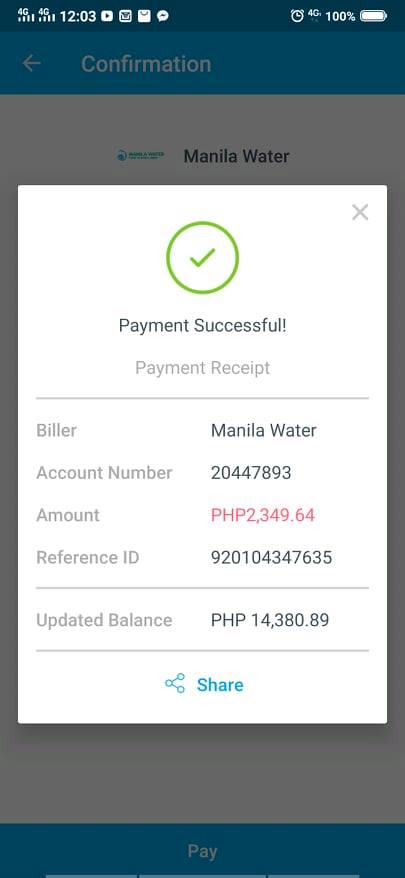 4G 4G 12:03 4G 100%
Confirmation
MANILA WATER Manila Water
Payment Successful!
Payment Receipt
Biller Manila Water
Account Number 20447893
Amount PHP2,349.64
Reference ID 920104347635
Updated Balance PHP 14,380.89
Share
Pay